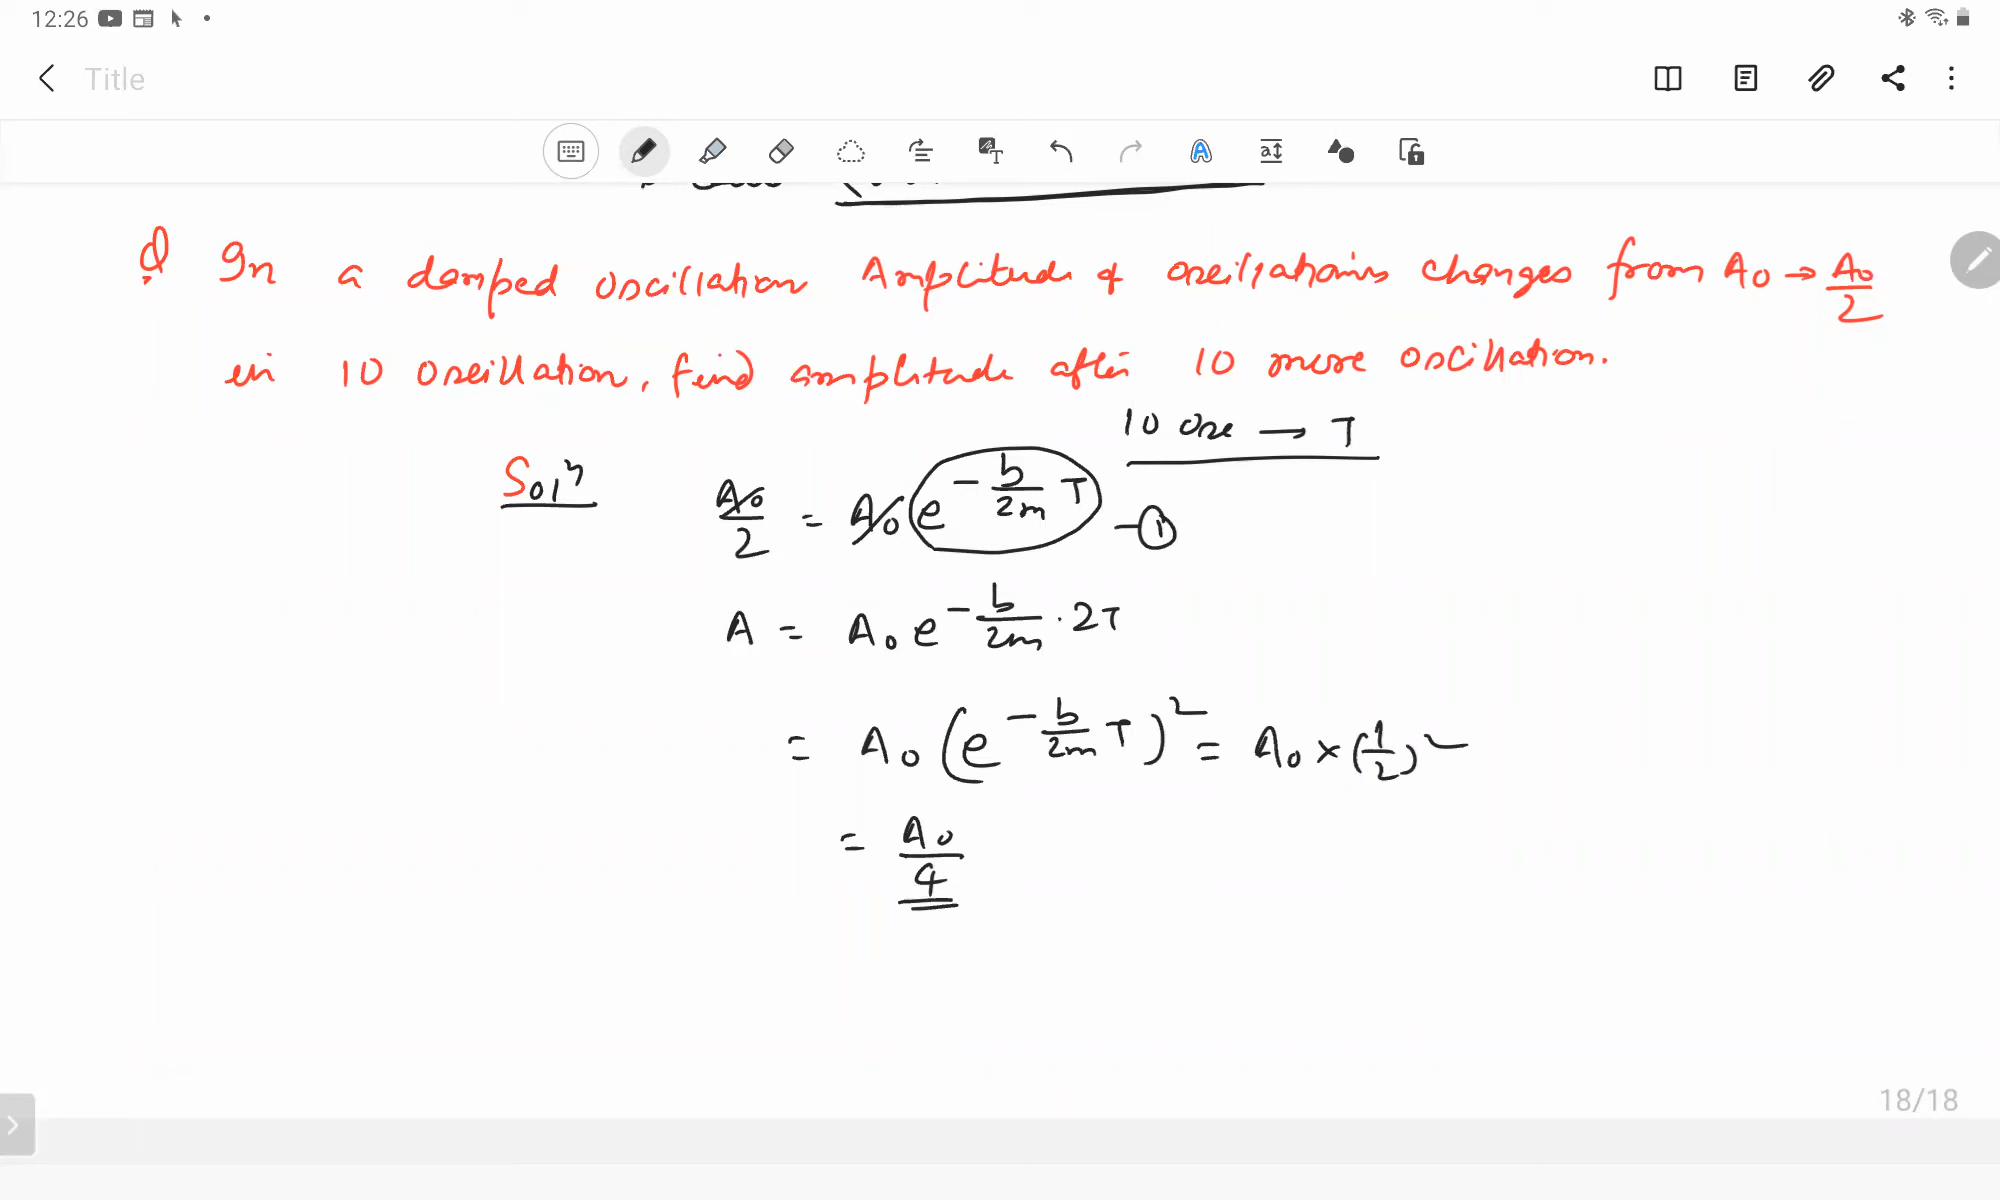 12:26
Title
Q In a damped oscillation Amplitude of oscillations changes from A₀ → A₀/2
in 10 oscillation, find amplitude after 10 more oscillation.
10 osc → T
Solⁿ A₀/2 = A₀ e^(-b/2m T) - ①
A = A₀ e^(-b/2m · 2T)
= A₀ (e^(-b/2m T))² = A₀ × (1/2)²
= A₀/4
18/18